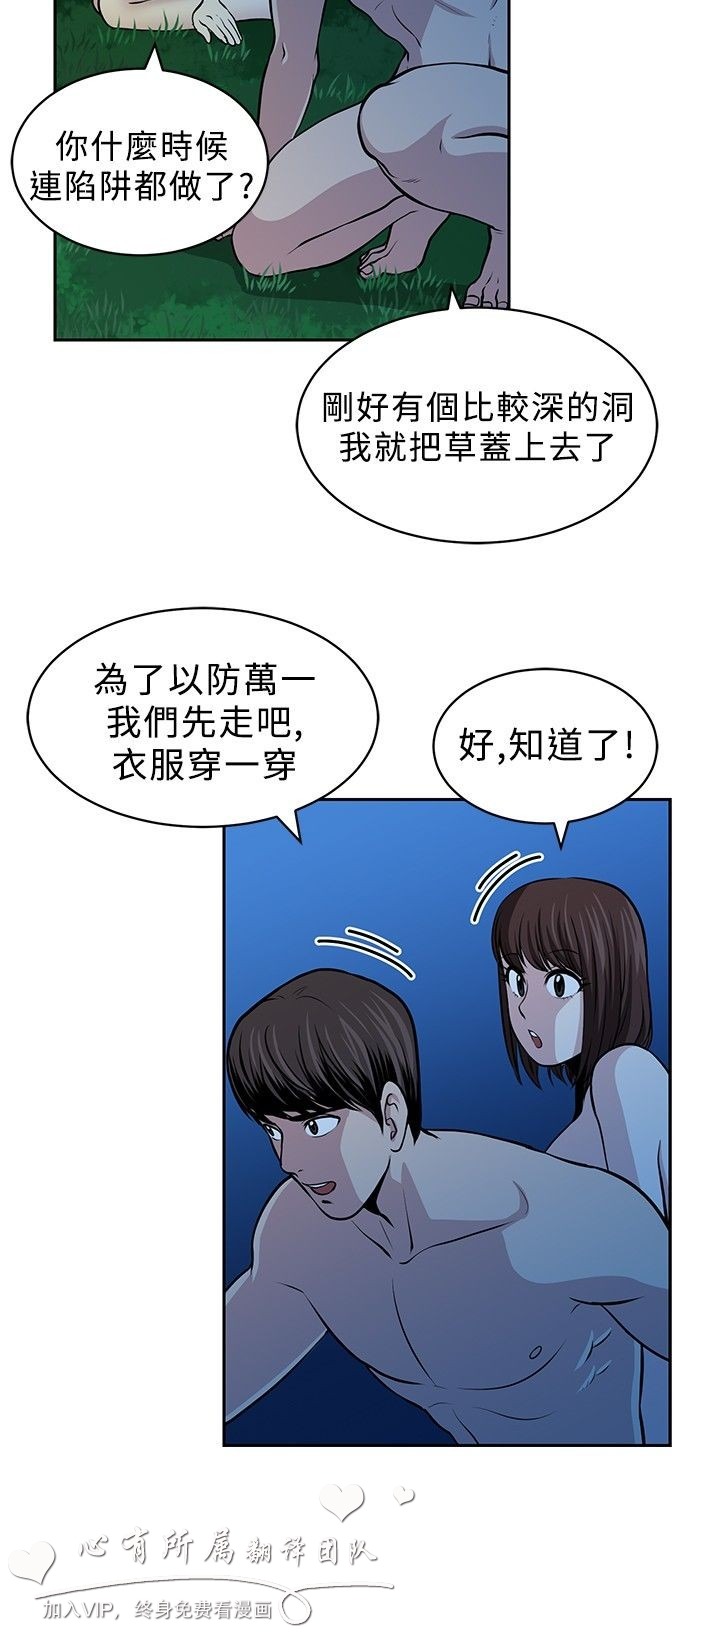 你什麼時候
連陷阱都做了?
剛好有個比較深的洞
我就把草蓋上去了
為了以防萬一
我們先走吧,
衣服穿一穿
好,知道了!
心有所属翻译团队
加入VIP，终身免费看漫画